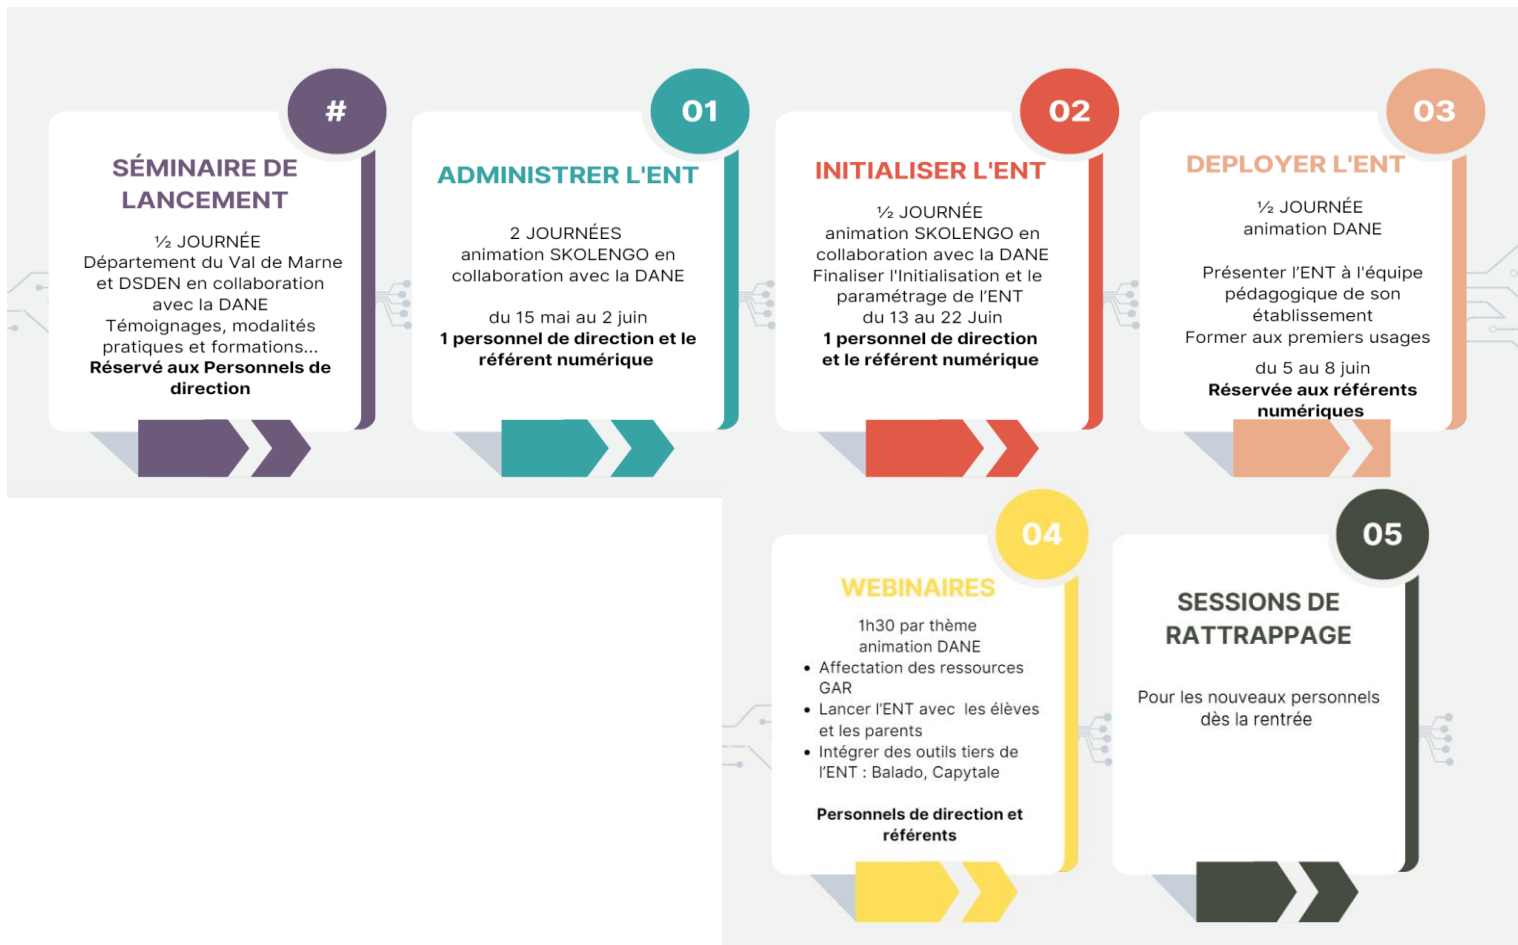 #
SÉMINAIRE DE
LANCEMENT
½ JOURNÉE
Département du Val de Marne
et DSDEN en collaboration
avec la DANE
Témoignages, modalités
pratiques et formations...
Réservé aux Personnels de
direction
01
ADMINISTRER L'ENT
2 JOURNÉES
animation SKOLENGO en
collaboration avec la DANE
du 15 mai au 2 juin
1 personnel de direction et le
référent numérique
02
INITIALISER L'ENT
½ JOURNÉE
animation SKOLENGO en
collaboration avec la DANE
Finaliser l'Initialisation et le
paramétrage de l’ENT
du 13 au 22 Juin
1 personnel de direction
et le référent numérique
03
DEPLOYER L'ENT
½ JOURNÉE
animation DANE
Présenter l’ENT à l'équipe
pédagogique de son
établissement
Former aux premiers usages
du 5 au 8 juin
Réservée aux référents
numériques
04
WEBINAIRES
1h30 par thème
animation DANE
• Affectation des ressources
GAR
• Lancer l’ENT avec les élèves
et les parents
• Intégrer des outils tiers de
l’ENT : Balado, Capytale
Personnels de direction et
référents
05
SESSIONS DE
RATTRAPPAGE
Pour les nouveaux personnels
dès la rentrée